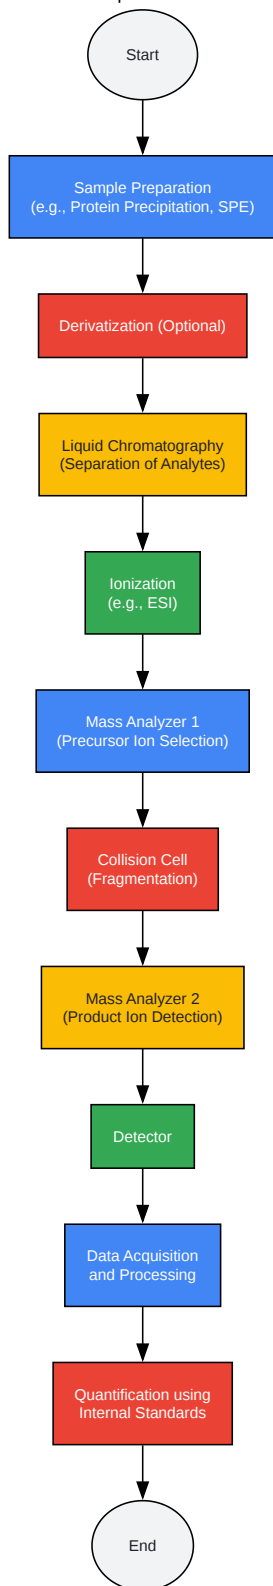 Start
Sample Preparation
(e.g., Protein Precipitation, SPE)
Derivatization (Optional)
Liquid Chromatography
(Separation of Analytes)
Ionization
(e.g., ESI)
Mass Analyzer 1
(Precursor Ion Selection)
Collision Cell
(Fragmentation)
Mass Analyzer 2
(Product Ion Detection)
Detector
Data Acquisition
and Processing
Quantification using
Internal Standards
End